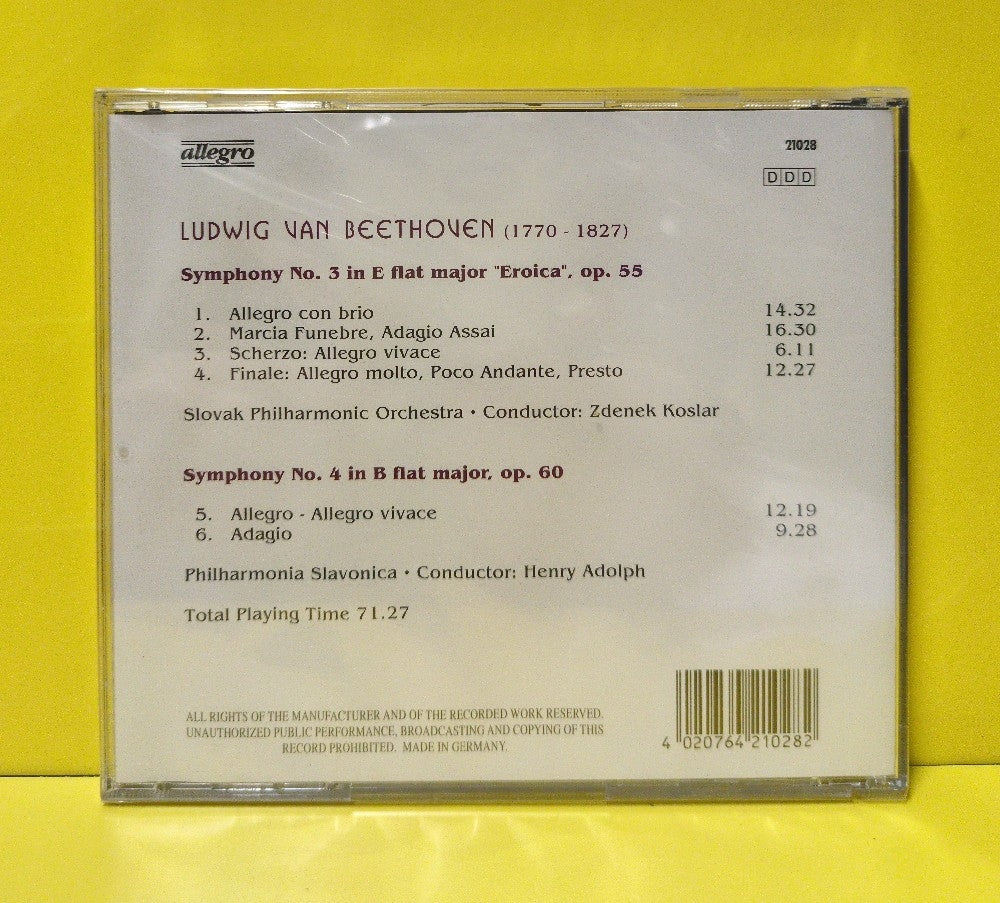 allegro
21028
DDD
LUDWIG VAN BEETHOVEN (1770 - 1827)
Symphony No. 3 in E flat major "Eroica", op. 55
1. Allegro con brio 14.32
2. Marcia Funebre, Adagio Assai 16.30
3. Scherzo: Allegro vivace 6.11
4. Finale: Allegro molto, Poco Andante, Presto 12.27
Slovak Philharmonic Orchestra • Conductor: Zdenek Koslar
Symphony No. 4 in B flat major, op. 60
5. Allegro - Allegro vivace 12.19
6. Adagio 9.28
Philharmonia Slavonica • Conductor: Henry Adolph
Total Playing Time 71.27
ALL RIGHTS OF THE MANUFACTURER AND OF THE RECORDED WORK RESERVED.
UNAUTHORIZED PUBLIC PERFORMANCE, BROADCASTING AND COPYING OF THIS
RECORD PROHIBITED. MADE IN GERMANY.
4 020764 210282